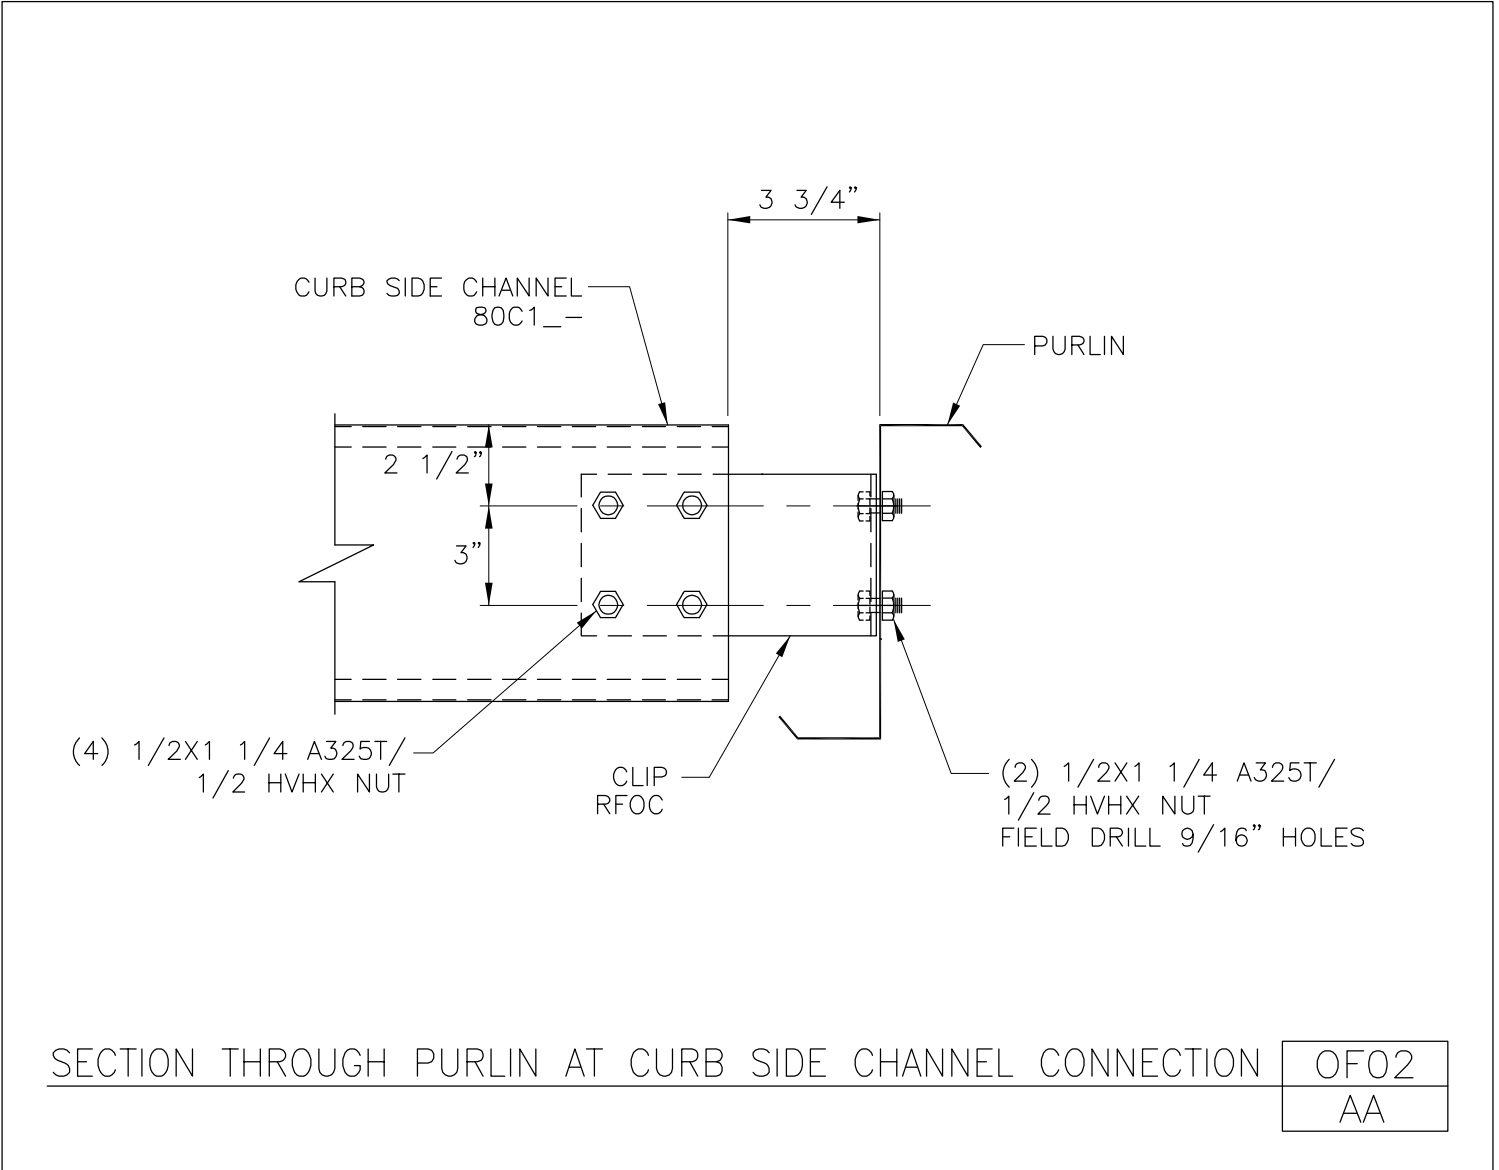 3 3/4”
CURB SIDE CHANNEL
80C1_-
PURLIN
2 1/2”
3”
(4) 1/2X1 1/4 A325T/
1/2 HVHX NUT
CLIP
RFOC
(2) 1/2X1 1/4 A325T/
1/2 HVHX NUT
FIELD DRILL 9/16” HOLES
SECTION THROUGH PURLIN AT CURB SIDE CHANNEL CONNECTION
OF02
AA